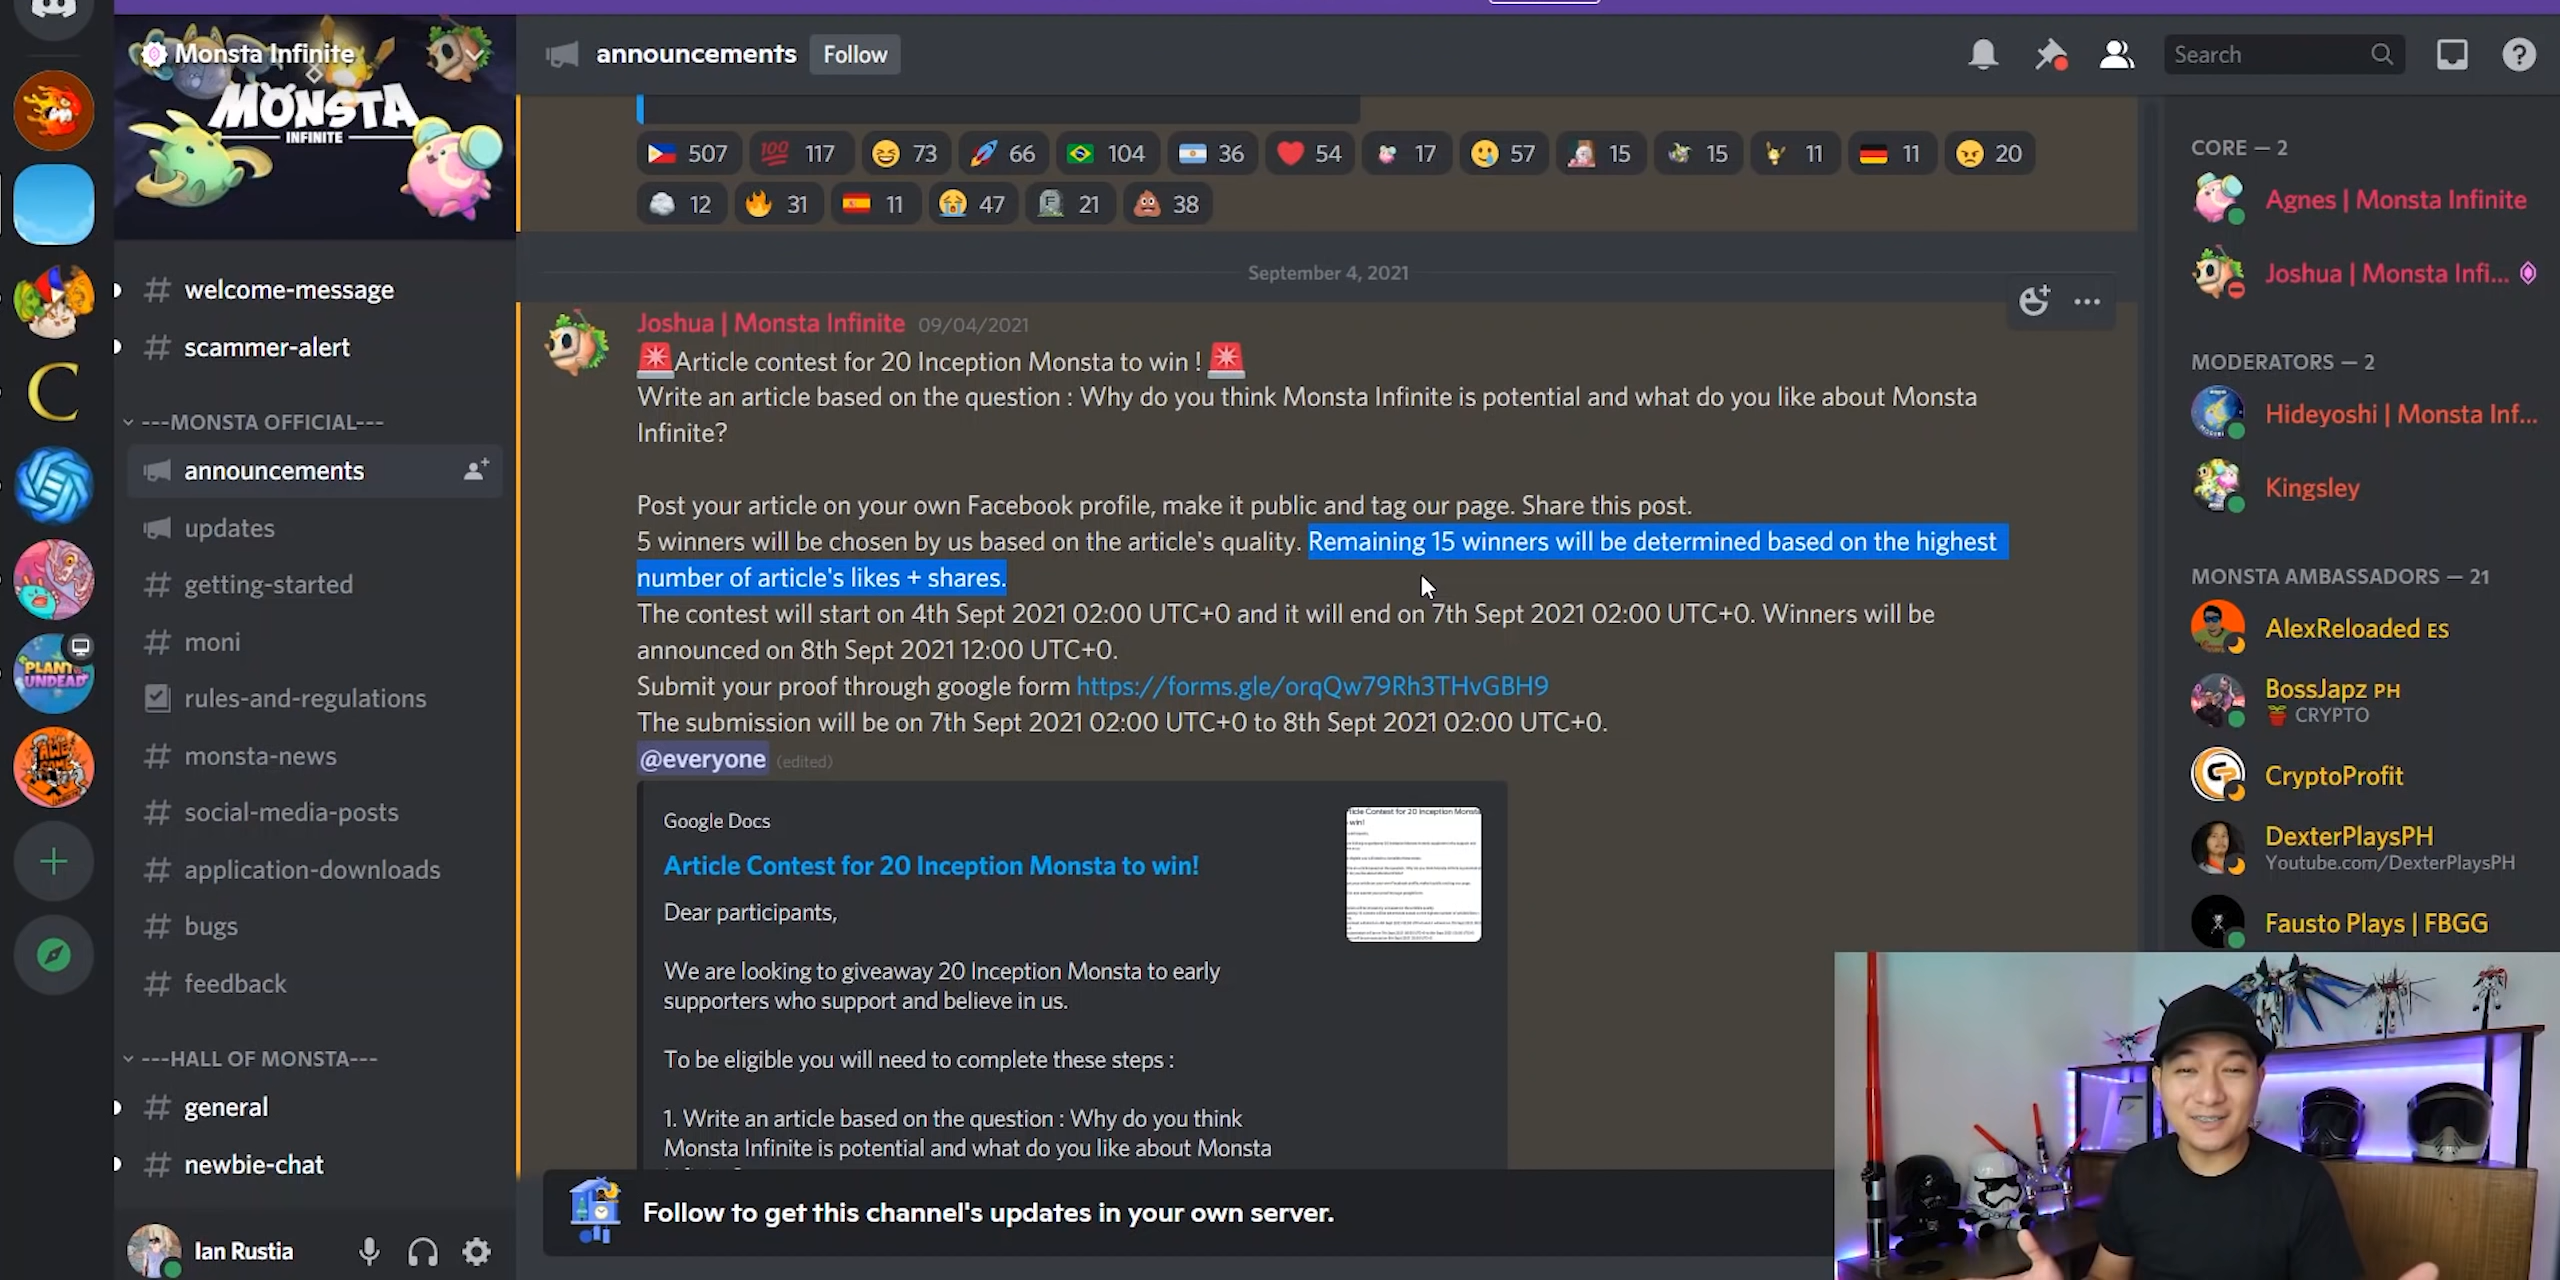 Monsta Infinite
MONSTA
INFINITE
welcome-message
scammer-alert
---MONSTA OFFICIAL---
announcements
updates
getting-started
moni
rules-and-regulations
monsta-news
social-media-posts
application-downloads
bugs
feedback
---HALL OF MONSTA---
general
newbie-chat
Ian Rustia
C
PLANT
UNDEAD
announcements
Follow
Search
507
100 117
73
66
104
36
54
17
57
15
15
11
11
20
12
31
11
47
F 21
38
September 4, 2021
Joshua | Monsta Infinite 09/04/2021
🚨Article contest for 20 Inception Monsta to win ! 🚨
Write an article based on the question : Why do you think Monsta Infinite is potential and what do you like about Monsta
Infinite?
Post your article on your own Facebook profile, make it public and tag our page. Share this post.
5 winners will be chosen by us based on the article's quality. Remaining 15 winners will be determined based on the highest
number of article's likes + shares.
The contest will start on 4th Sept 2021 02:00 UTC+0 and it will end on 7th Sept 2021 02:00 UTC+0. Winners will be
announced on 8th Sept 2021 12:00 UTC+0.
Submit your proof through google form https://forms.gle/orqQw79Rh3THvGBH9
The submission will be on 7th Sept 2021 02:00 UTC+0 to 8th Sept 2021 02:00 UTC+0.
@everyone (edited)
Google Docs
Article Contest for 20 Inception Monsta to win!
Dear participants,
We are looking to giveaway 20 Inception Monsta to early
supporters who support and believe in us.
To be eligible you will need to complete these steps :
1. Write an article based on the question : Why do you think
Monsta Infinite is potential and what do you like about Monsta
Follow to get this channel's updates in your own server.
CORE — 2
Agnes | Monsta Infinite
Joshua | Monsta Infi...
MODERATORS — 2
Hideyoshi | Monsta Inf...
Kingsley
MONSTA AMBASSADORS — 21
AlexReloaded ES
BossJapz PH
CRYPTO
CryptoProfit
DexterPlaysPH
Youtube.com/DexterPlaysPH
Fausto Plays | FBGG